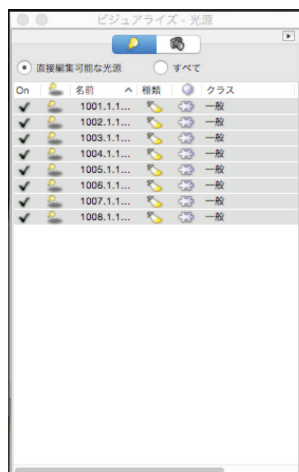 ビジュアライズ - 光源
直接編集可能な光源 すべて
On 名前 種類 クラス
1001.1.1... 一般
1002.1.1... 一般
1003.1.1... 一般
1004.1.1... 一般
1005.1.1... 一般
1006.1.1... 一般
1007.1.1... 一般
1008.1.1... 一般